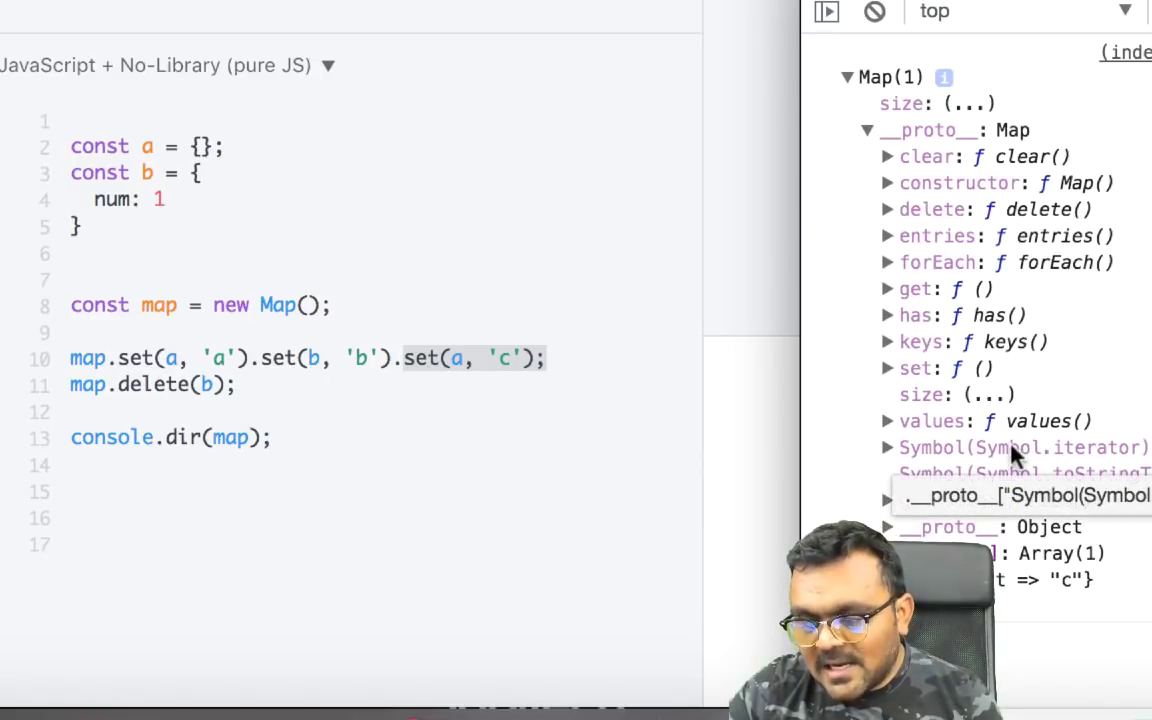 JavaScript + No-Library (pure JS) ▼
1
2 const a = {};
3 const b = {
4 num: 1
5 }
6
7
8 const map = new Map();
9
10 map.set(a, 'a').set(b, 'b').set(a, 'c');
11 map.delete(b);
12
13 console.dir(map);
14
15
16
17
top ▼
(inde
▼ Map(1) i
size: (...)
▼ __proto__: Map
▶ clear: ƒ clear()
▶ constructor: ƒ Map()
▶ delete: ƒ delete()
▶ entries: ƒ entries()
▶ forEach: ƒ forEach()
▶ get: ƒ ()
▶ has: ƒ has()
▶ keys: ƒ keys()
▶ set: ƒ ()
size: (...)
▶ values: ƒ values()
▶ Symbol(Symbol.iterator)
Symbol(Symbol.toStringT
.__proto__["Symbol(Symbol
▶ __proto__: Object
]: Array(1)
t => "c"}